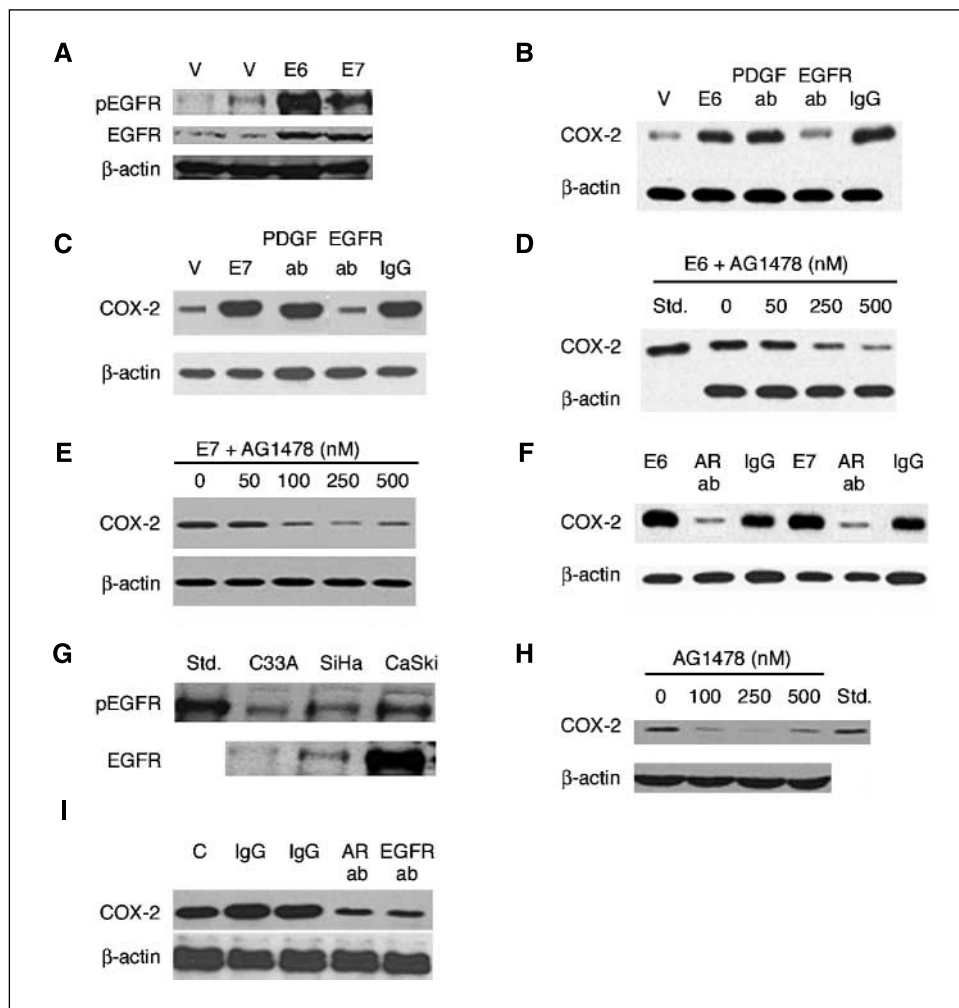 A
V V E6 E7
pEGFR
EGFR
β-actin
B
PDGF EGFR
V E6 ab ab IgG
COX-2
β-actin
C
PDGF EGFR
V E7 ab ab IgG
COX-2
β-actin
D
E6 + AG1478 (nM)
Std. 0 50 250 500
COX-2
β-actin
E
E7 + AG1478 (nM)
0 50 100 250 500
COX-2
β-actin
F
E6 AR IgG E7 AR IgG
ab ab
COX-2
β-actin
G
Std. C33A SiHa CaSki
pEGFR
EGFR
H
AG1478 (nM)
0 100 250 500 Std.
COX-2
β-actin
I
C IgG IgG AR EGFR
ab ab
COX-2
β-actin